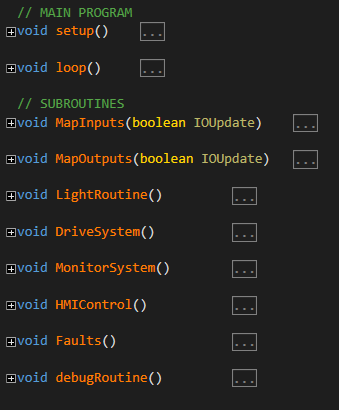 // MAIN PROGRAM
void setup() ...
void loop() ...
// SUBROUTINES
void MapInputs(boolean IOUpdate) ...
void MapOutputs(boolean IOUpdate) ...
void LightRoutine() ...
void DriveSystem() ...
void MonitorSystem() ...
void HMIControl() ...
void Faults() ...
void debugRoutine() ...